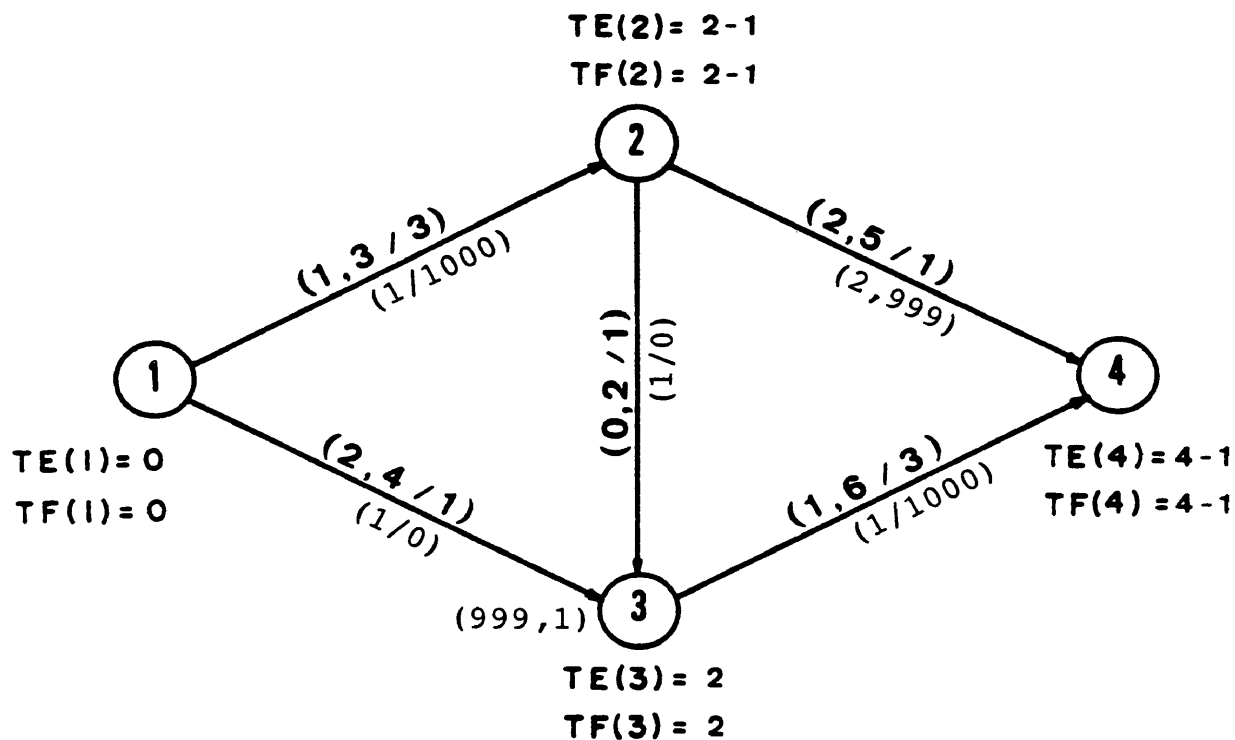 TE(2)= 2-1
TF(2)= 2-1
2
(1,3/3)
(1/1000)
(2,5/1)
(2,999)
(0,2/1)
(1/0)
1
4
TE(1)= 0
TF(1)= 0
(2,4/1)
(1/0)
(1,6/3)
(1/1000)
TE(4)=4-1
TF(4)=4-1
(999,1)
3
TE(3)= 2
TF(3)= 2